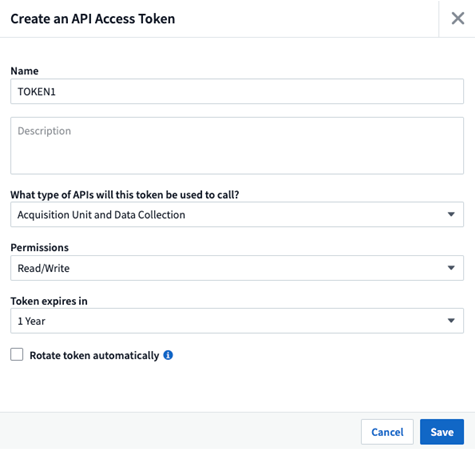 Create an API Access Token
Name
TOKEN1
Description
What type of APIs will this token be used to call?
Acquisition Unit and Data Collection
Permissions
Read/Write
Token expires in
1 Year
Rotate token automatically
Cancel Save